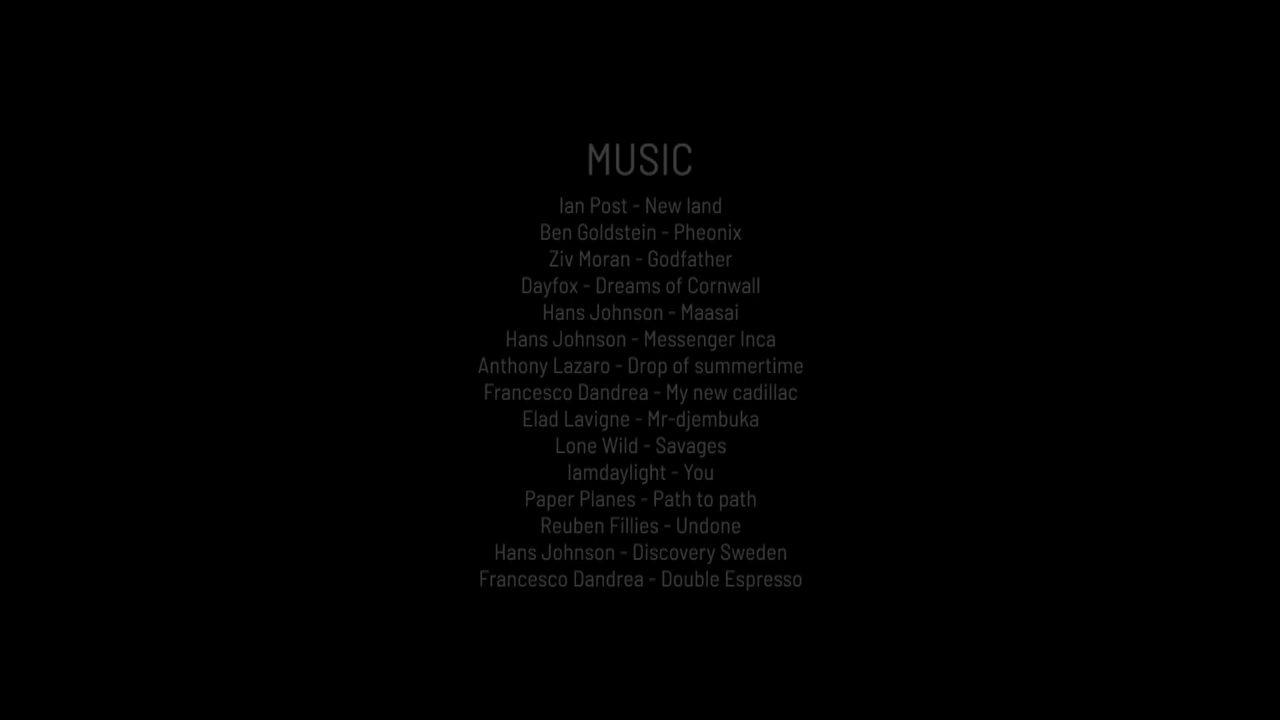 MUSIC
Ian Post - New land
Ben Goldstein - Pheonix
Ziv Moran - Godfather
Dayfox - Dreams of Cornwall
Hans Johnson - Maasai
Hans Johnson - Messenger Inca
Anthony Lazaro - Drop of summertime
Francesco Dandrea - My new cadillac
Elad Lavigne - Mr-djembuka
Lone Wild - Savages
Iamdaylight - You
Paper Planes - Path to path
Reuben Fillies - Undone
Hans Johnson - Discovery Sweden
Francesco Dandrea - Double Espresso